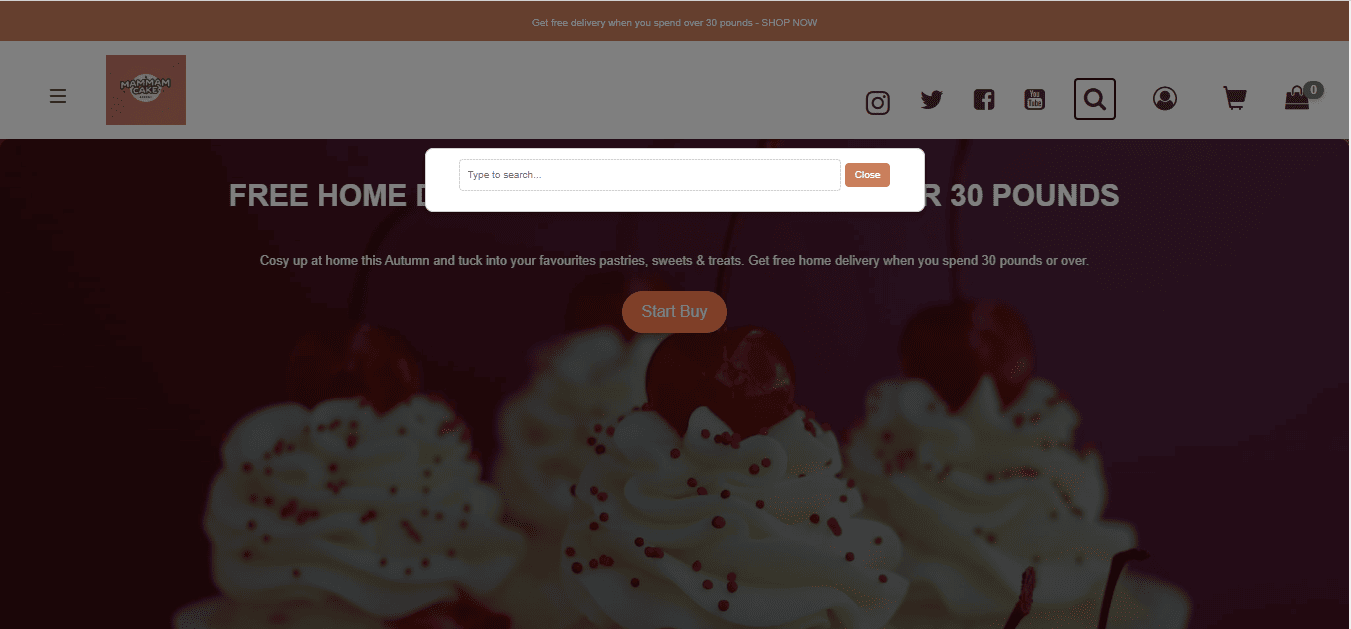 Get free delivery when you spend over 30 pounds - SHOP NOW
MAMMAM
CAKE
You
Tube
0
Type to search...
Close
FREE HOME D
R 30 POUNDS
Cosy up at home this Autumn and tuck into your favourites pastries, sweets & treats. Get free home delivery when you spend 30 pounds or over.
Start Buy